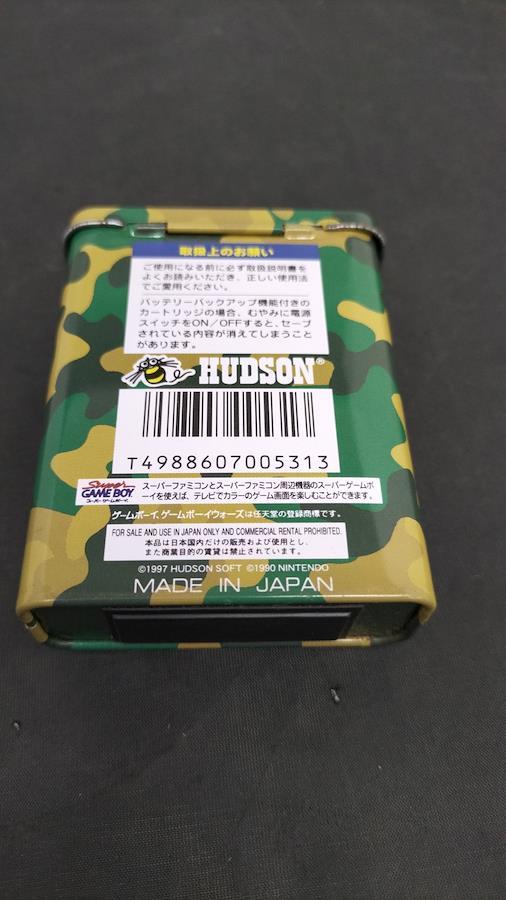 取扱上のお願い
ご使用になる前に必ず取扱説明書を
よくお読みいただき、正しい使用法
でご愛用ください。
バッテリーバックアップ機能付きの
カートリッジの場合、むやみに電源
スイッチをON/OFFすると、セーブ
されている内容が消えてしまうこと
があります。
HUDSON®
T4988607005313
Super
GAME BOY
スーパーゲームボーイ
スーパーファミコンとスーパーファミコン周辺機器のスーパーゲームボ
ーイを使えば、テレビでカラーのゲーム画面を楽しむことができます。
ゲームボーイ、ゲームボーイウォーズは任天堂の登録商標です。
FOR SALE AND USE IN JAPAN ONLY AND COMMERCIAL RENTAL PROHIBITED.
本品は日本国内だけの販売および使用とし、
また商業目的の賃貸は禁止されています。
©1997 HUDSON SOFT ©1990 NINTENDO
MADE IN JAPAN